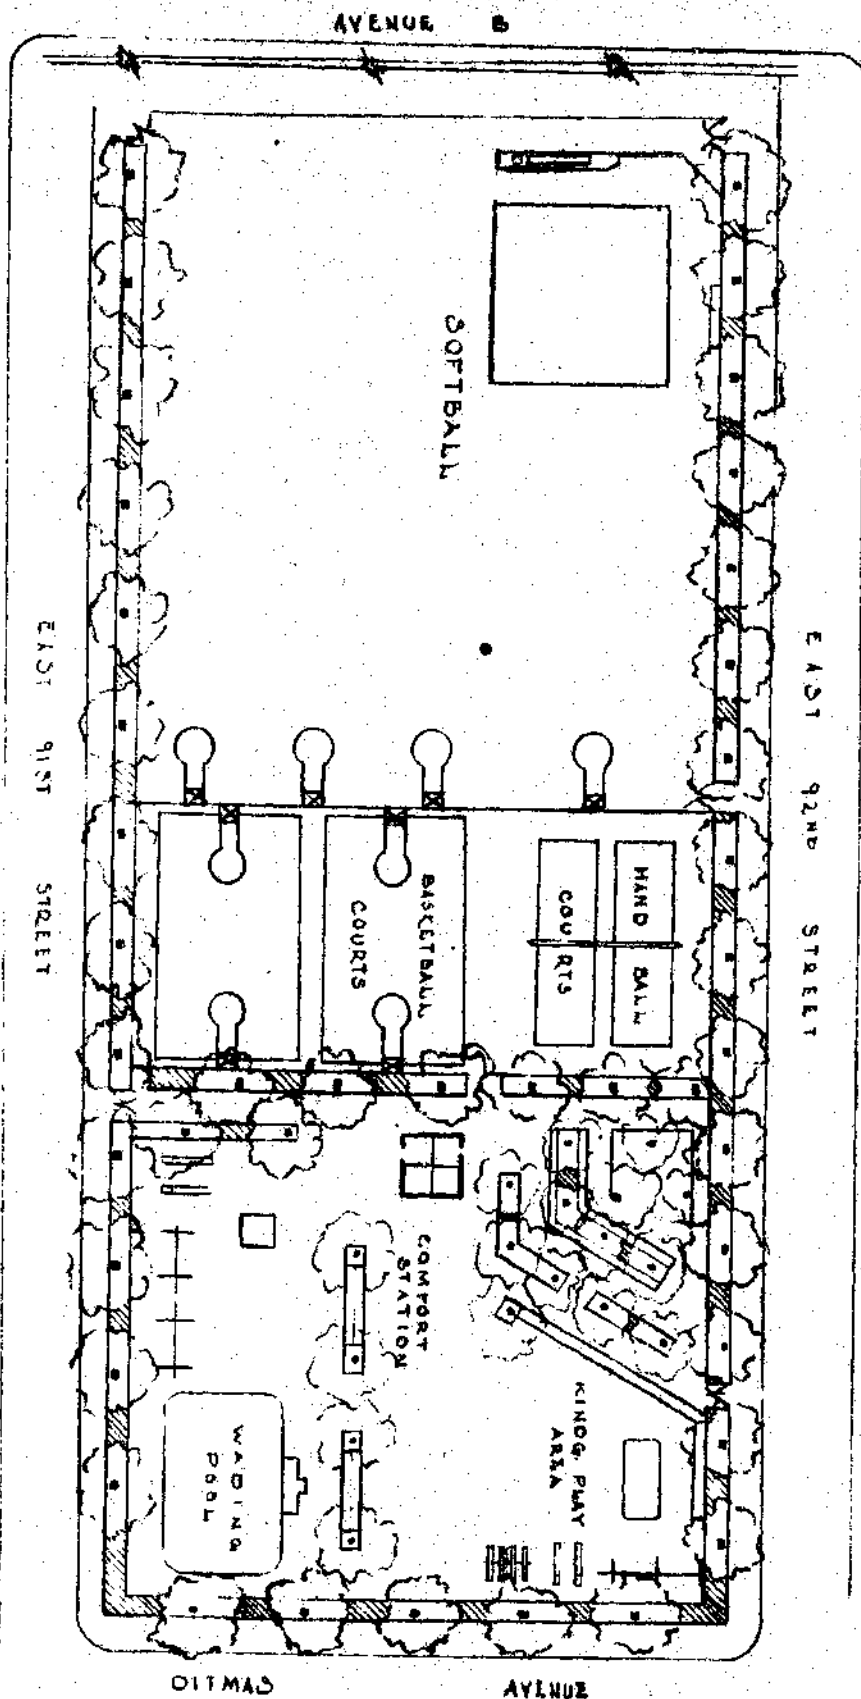 AVENUE B
SOFTBALL
EAST 91ST STREET
EAST 92ND STREET
BASKETBALL
COURTS
HAND BALL
COURTS
COMFORT
STATION
KINDG. PLAY
AREA
WADING
POOL
DITMAS AVENUE